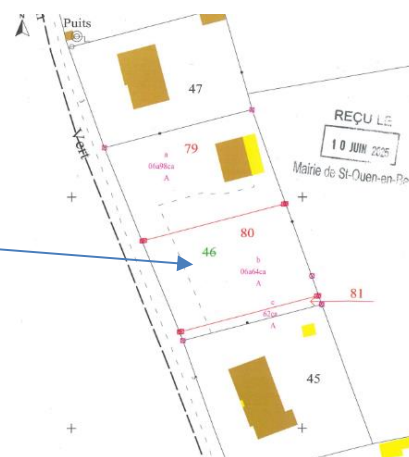 Puits
47
Vert
REÇU LE
10 JUIN 2025
Mairie de St-Ouen-en-
a
79
06a98ca
A
80
46
b
06a64ca
A
81
c
62ca
A
45